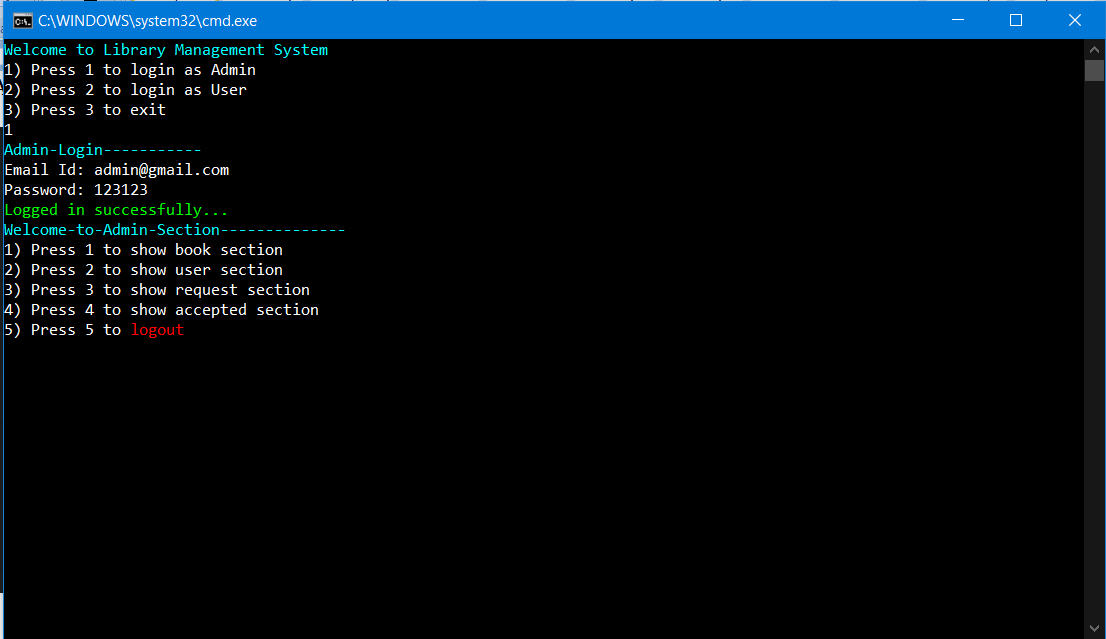 C:\WINDOWS\system32\cmd.exe
Welcome to Library Management System
1) Press 1 to login as Admin
2) Press 2 to login as User
3) Press 3 to exit
1
Admin-Login-----------
Email Id: admin@gmail.com
Password: 123123
Logged in successfully...
Welcome-to-Admin-Section--------------
1) Press 1 to show book section
2) Press 2 to show user section
3) Press 3 to show request section
4) Press 4 to show accepted section
5) Press 5 to logout